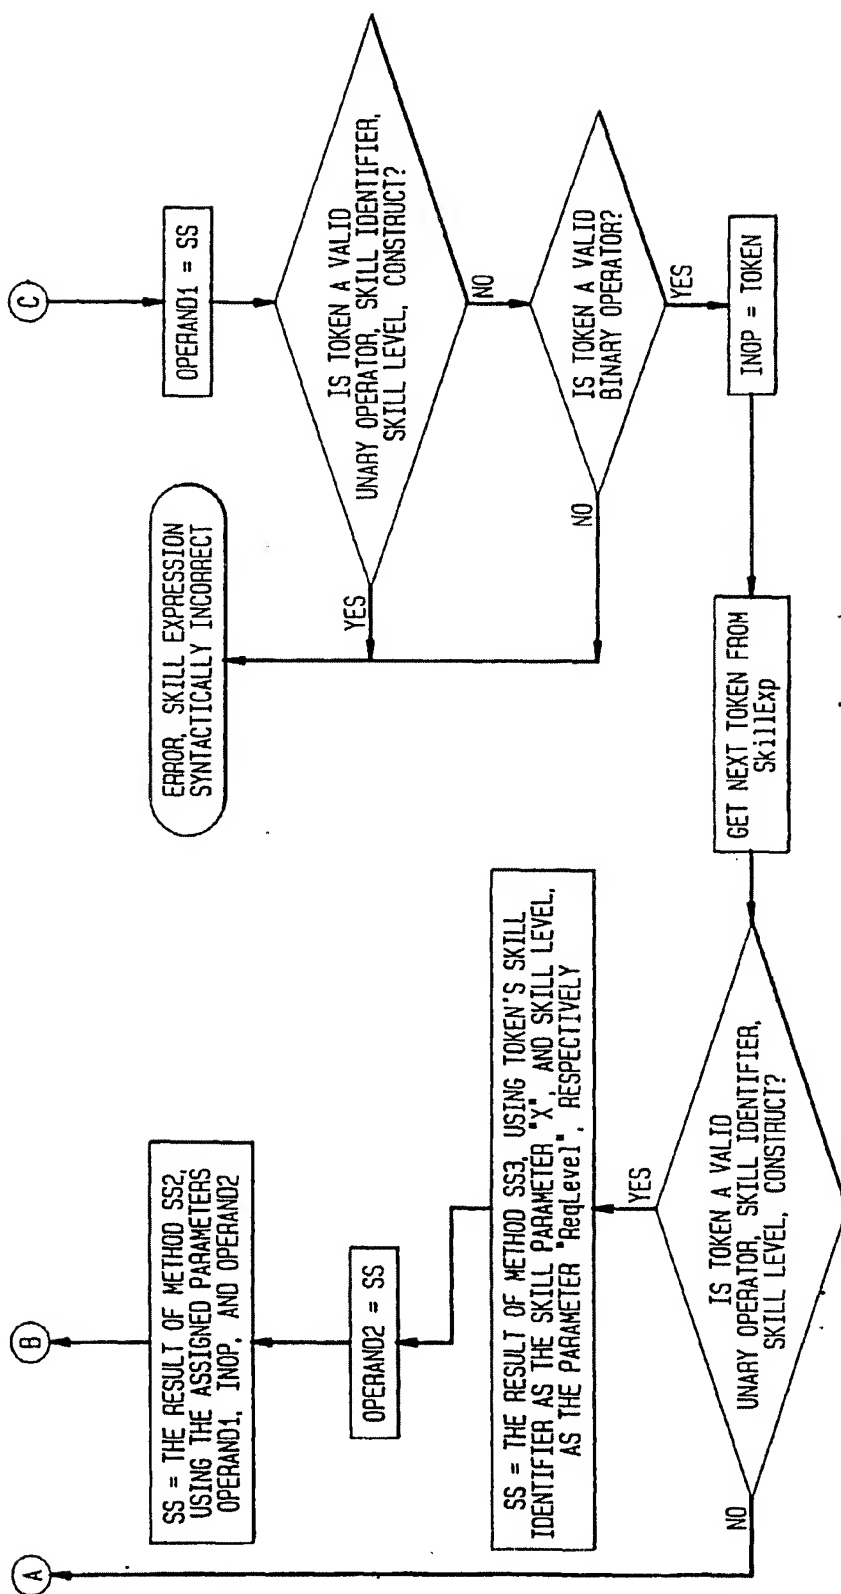 C
OPERAND1 = SS
IS TOKEN A VALID
UNARY OPERATOR, SKILL IDENTIFIER,
SKILL LEVEL, CONSTRUCT?
YES
NO
ERROR, SKILL EXPRESSION
SYNTACTICALLY INCORRECT
IS TOKEN A VALID
BINARY OPERATOR?
NO
YES
INOP = TOKEN
GET NEXT TOKEN FROM
SkillExp
IS TOKEN A VALID
UNARY OPERATOR, SKILL IDENTIFIER,
SKILL LEVEL, CONSTRUCT?
YES
NO
SS = THE RESULT OF METHOD SS3, USING TOKEN'S SKILL
IDENTIFIER AS THE SKILL PARAMETER "X", AND SKILL LEVEL,
AS THE PARAMETER "ReqLevel", RESPECTIVELY
OPERAND2 = SS
SS = THE RESULT OF METHOD SS2,
USING THE ASSIGNED PARAMETERS
OPERAND1, INOP, AND OPERAND2
B
A